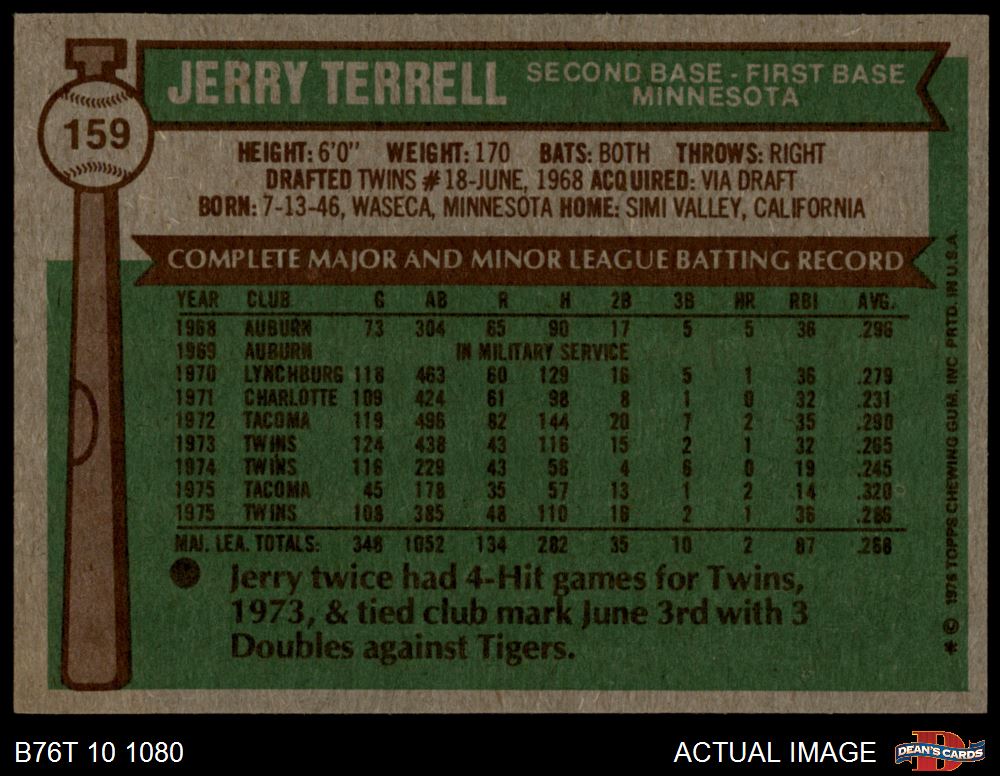 159
JERRY TERRELL
SECOND BASE - FIRST BASE
MINNESOTA
HEIGHT: 6'0" WEIGHT: 170 BATS: BOTH THROWS: RIGHT
DRAFTED TWINS #18-JUNE, 1968 ACQUIRED: VIA DRAFT
BORN: 7-13-46, WASECA, MINNESOTA HOME: SIMI VALLEY, CALIFORNIA
COMPLETE MAJOR AND MINOR LEAGUE BATTING RECORD
YEAR CLUB G AB R H 2B 3B HR RBI AVG.
1968 AUBURN 73 304 65 90 17 5 5 36 .296
1969 AUBURN IN MILITARY SERVICE
1970 LYNCHBURG 118 463 60 129 16 5 1 36 .279
1971 CHARLOTTE 109 424 61 98 8 1 0 32 .231
1972 TACOMA 119 496 82 144 20 7 2 35 .290
1973 TWINS 124 438 43 116 15 2 1 32 .265
1974 TWINS 116 229 43 56 4 6 0 19 .245
1975 TACOMA 45 178 35 57 13 1 2 14 .320
1975 TWINS 108 385 48 110 16 2 1 36 .286
MAJ. LEA. TOTALS: 348 1052 134 282 35 10 2 87 .268
Jerry twice had 4-Hit games for Twins,
1973, & tied club mark June 3rd with 3
Doubles against Tigers.
* © 1976 TOPPS CHEWING GUM, INC. PRTD. IN U.S.A.
B76T 10 1080
ACTUAL IMAGE
DEAN'S CARDS